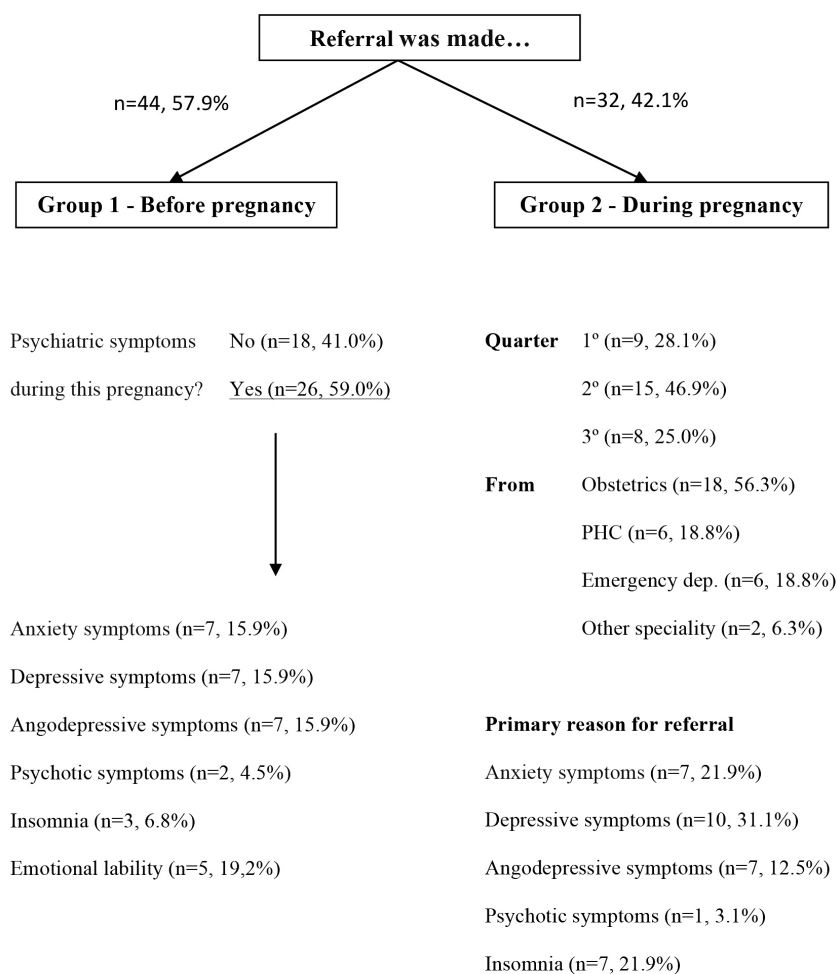 Referral was made…
n=44, 57.9%
n=32, 42.1%
Group 1 - Before pregnancy
Group 2 - During pregnancy
Psychiatric symptoms No (n=18, 41.0%)
during this pregnancy? Yes (n=26, 59.0%)
Anxiety symptoms (n=7, 15.9%)
Depressive symptoms (n=7, 15.9%)
Angodepressive symptoms (n=7, 15.9%)
Psychotic symptoms (n=2, 4.5%)
Insomnia (n=3, 6.8%)
Emotional lability (n=5, 19,2%)
Quarter 1º (n=9, 28.1%)
2º (n=15, 46.9%)
3º (n=8, 25.0%)
From Obstetrics (n=18, 56.3%)
PHC (n=6, 18.8%)
Emergency dep. (n=6, 18.8%)
Other speciality (n=2, 6.3%)
Primary reason for referral
Anxiety symptoms (n=7, 21.9%)
Depressive symptoms (n=10, 31.1%)
Angodepressive symptoms (n=7, 12.5%)
Psychotic symptoms (n=1, 3.1%)
Insomnia (n=7, 21.9%)